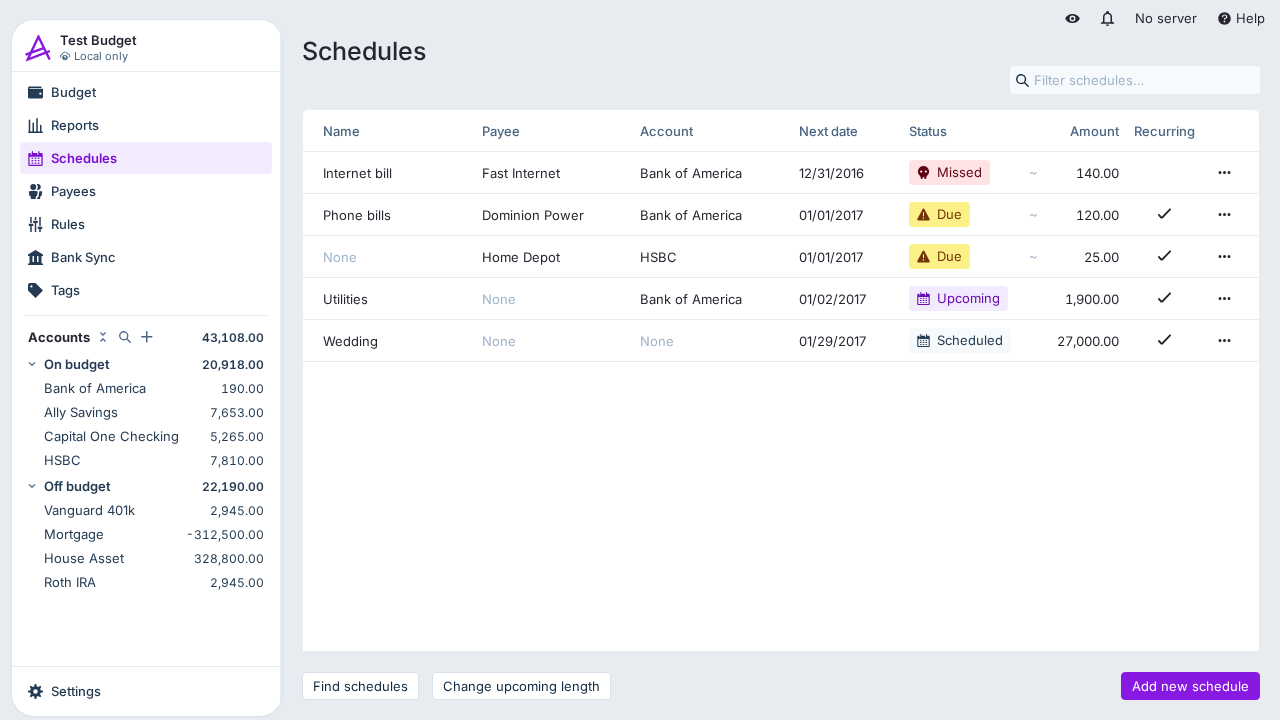 No server
Help
Test Budget
Local only
Budget
Reports
Schedules
Payees
Rules
Bank Sync
Tags
Accounts 43,108.00
On budget 20,918.00
Bank of America 190.00
Ally Savings 7,653.00
Capital One Checking 5,265.00
HSBC 7,810.00
Off budget 22,190.00
Vanguard 401k 2,945.00
Mortgage -312,500.00
House Asset 328,800.00
Roth IRA 2,945.00
Settings
Schedules
Filter schedules...
Name Payee Account Next date Status Amount Recurring
Internet bill Fast Internet Bank of America 12/31/2016 Missed ~ 140.00
Phone bills Dominion Power Bank of America 01/01/2017 Due ~ 120.00
None Home Depot HSBC 01/01/2017 Due ~ 25.00
Utilities None Bank of America 01/02/2017 Upcoming 1,900.00
Wedding None None 01/29/2017 Scheduled 27,000.00
Find schedules
Change upcoming length
Add new schedule